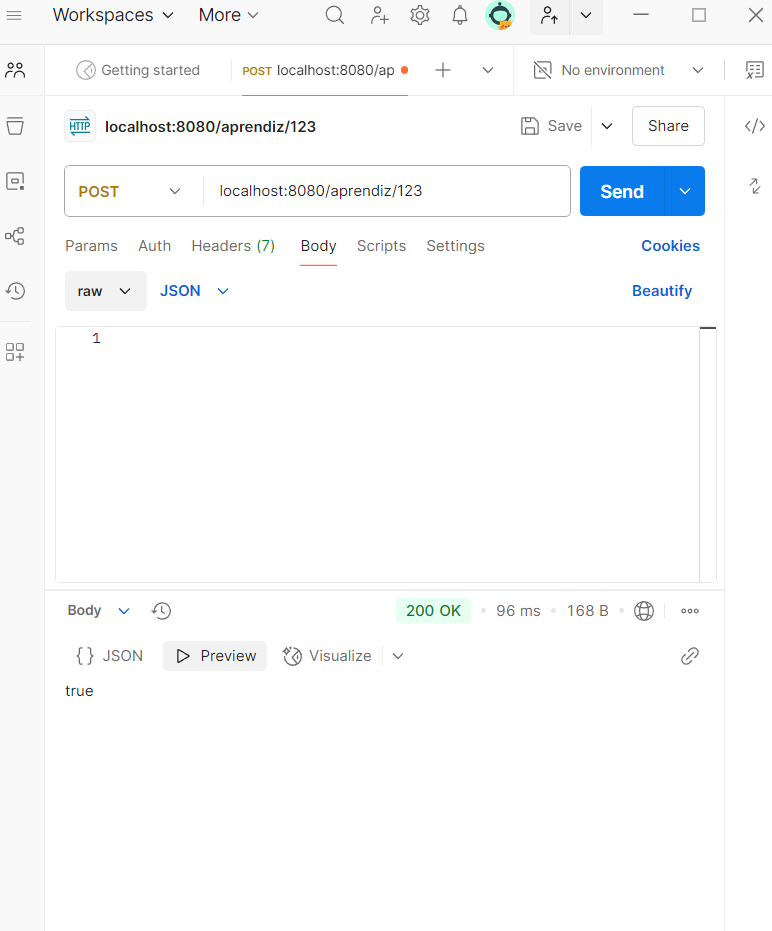 Workspaces More
Getting started POST localhost:8080/ap No environment
HTTP localhost:8080/aprendiz/123 Save Share
POST localhost:8080/aprendiz/123 Send
Params Auth Headers (7) Body Scripts Settings Cookies
raw JSON Beautify
1
Body 200 OK 96 ms 168 B
{} JSON Preview Visualize
true